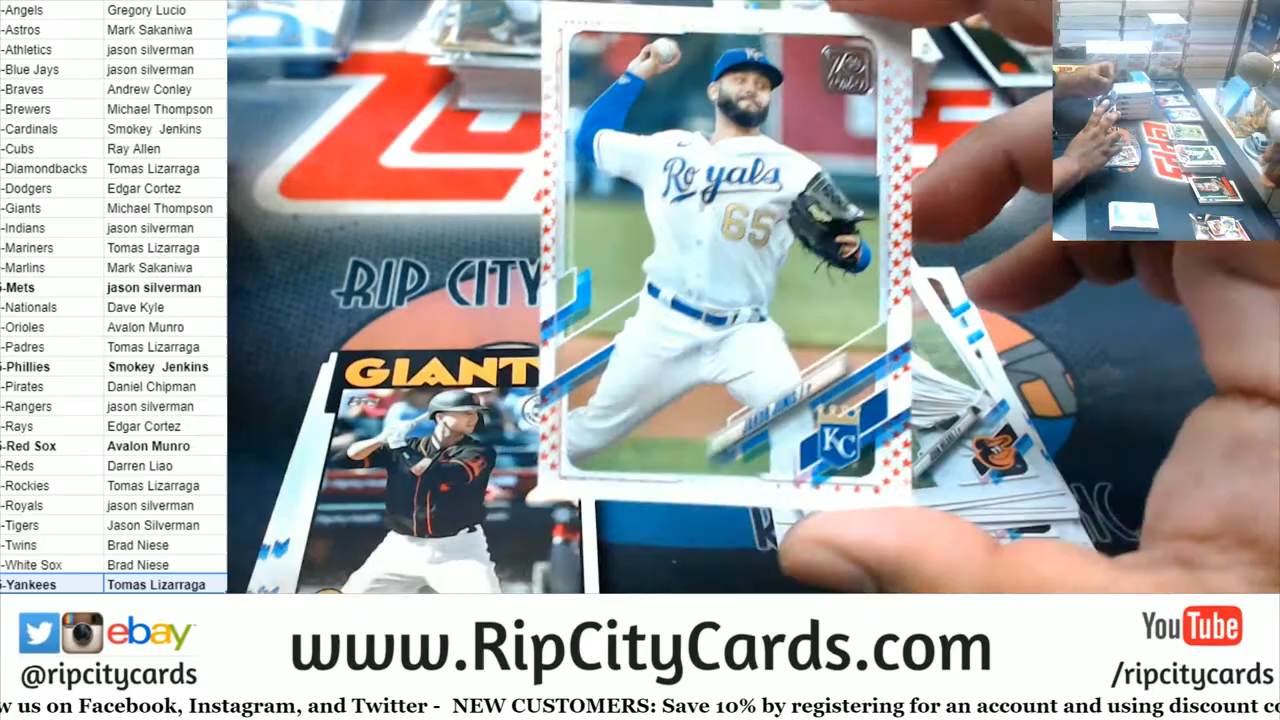 -Angels Gregory Lucio
-Astros Mark Sakaniwa
-Athletics jason silverman
-Blue Jays jason silverman
-Braves Andrew Conley
-Brewers Michael Thompson
-Cardinals Smokey Jenkins
-Cubs Ray Allen
-Diamondbacks Tomas Lizarraga
-Dodgers Edgar Cortez
-Giants Michael Thompson
-Indians jason silverman
-Mariners Tomas Lizarraga
-Marlins Mark Sakaniwa
-Mets jason silverman
-Nationals Dave Kyle
-Orioles Avalon Munro
-Padres Tomas Lizarraga
-Phillies Smokey Jenkins
-Pirates Daniel Chipman
-Rangers jason silverman
-Rays Edgar Cortez
-Red Sox Avalon Munro
-Reds Darren Liao
-Rockies Tomas Lizarraga
-Royals jason silverman
-Tigers Jason Silverman
-Twins Brad Niese
-White Sox Brad Niese
-Yankees Tomas Lizarraga
Royals
65
KC
RIP CITY
GIANT
ebay
@ripcitycards
www.RipCityCards.com
YouTube
/ripcitycards
w us on Facebook, Instagram, and Twitter - NEW CUSTOMERS: Save 10% by registering for an account and using discount co